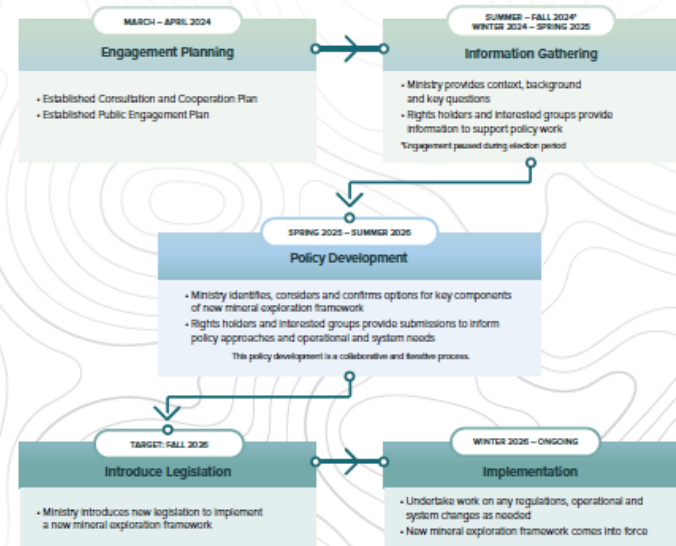 MARCH – APRIL 2024
Engagement Planning
• Established Consultation and Cooperation Plan
• Established Public Engagement Plan
SUMMER – FALL 2024*
WINTER 2024 – SPRING 2025
Information Gathering
• Ministry provides context, background
and key questions
• Rights holders and interested groups provide
information to support policy work
*Engagement paused during election period
SPRING 2025 – SUMMER 2026
Policy Development
• Ministry identifies, considers and confirms options for key components
of new mineral exploration framework
• Rights holders and interested groups provide submissions to inform
policy approaches and operational and system needs
This policy development is a collaborative and iterative process.
TARGET: FALL 2026
Introduce Legislation
• Ministry introduces new legislation to implement
a new mineral exploration framework
WINTER 2026 – ONGOING
Implementation
• Undertake work on any regulations, operational and
system changes as needed
• New mineral exploration framework comes into force